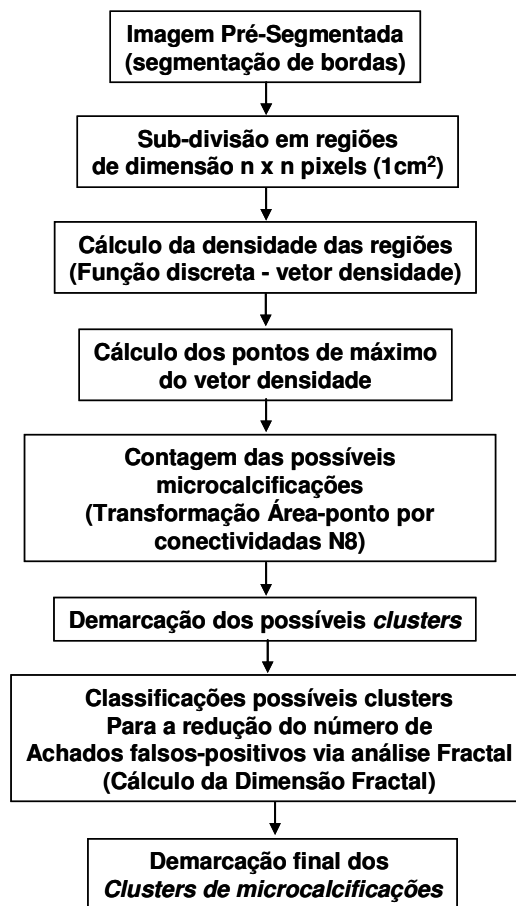 Imagem Pré-Segmentada
(segmentação de bordas)
Sub-divisão em regiões
de dimensão n x n pixels (1cm²)
Cálculo da densidade das regiões
(Função discreta - vetor densidade)
Cálculo dos pontos de máximo
do vetor densidade
Contagem das possíveis
microcalcificações
(Transformação Área-ponto por
conectividadas N8)
Demarcação dos possíveis clusters
Classificações possíveis clusters
Para a redução do número de
Achados falsos-positivos via análise Fractal
(Cálculo da Dimensão Fractal)
Demarcação final dos
Clusters de microcalcificações